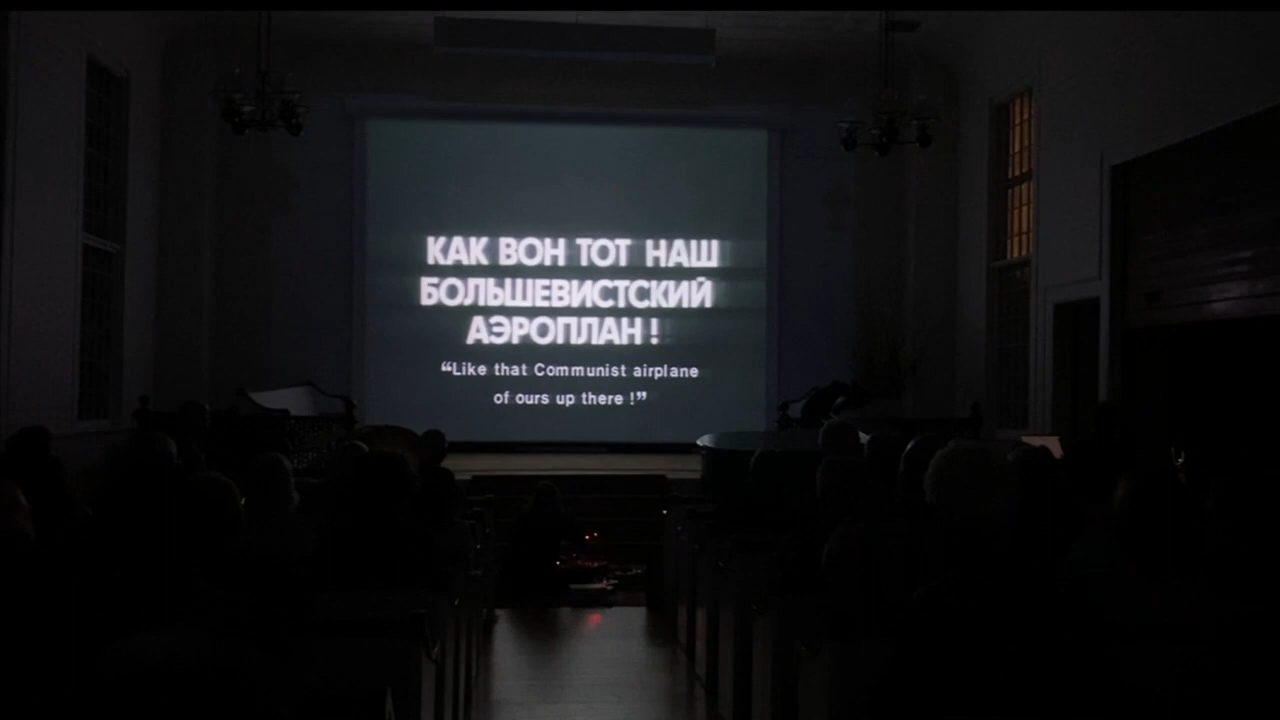 КАК ВОН ТОТ НАШ
БОЛЬШЕВИСТСКИЙ
АЭРОПЛАН !
“Like that Communist airplane
of ours up there !”